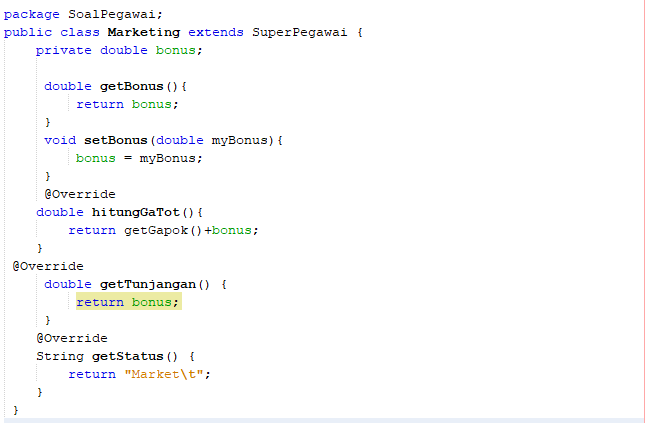 package SoalPegawai;
public class Marketing extends SuperPegawai {
private double bonus;
double getBonus(){
return bonus;
}
void setBonus(double myBonus){
bonus = myBonus;
}
@Override
double hitungGaTot(){
return getGapok()+bonus;
}
@Override
double getTunjangan() {
return bonus;
}
@Override
String getStatus() {
return "Market\t";
}
}